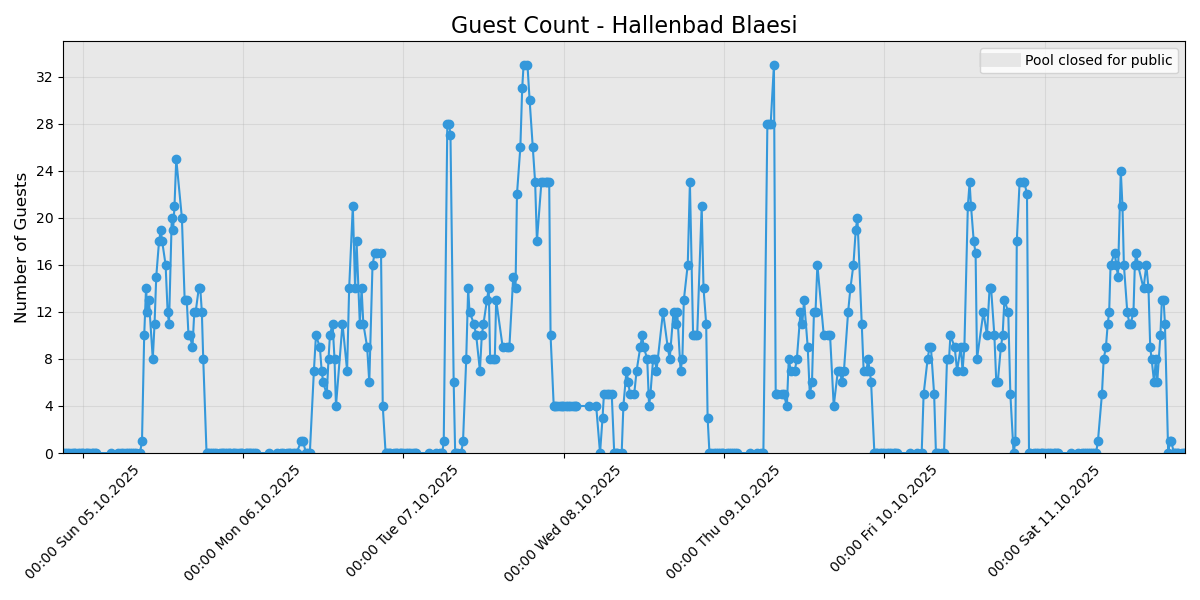 Guest Count - Hallenbad Blaesi
Pool closed for public
Number of Guests
32
28
24
20
16
12
8
4
0
00:00 Sun 05.10.2025
00:00 Mon 06.10.2025
00:00 Tue 07.10.2025
00:00 Wed 08.10.2025
00:00 Thu 09.10.2025
00:00 Fri 10.10.2025
00:00 Sat 11.10.2025